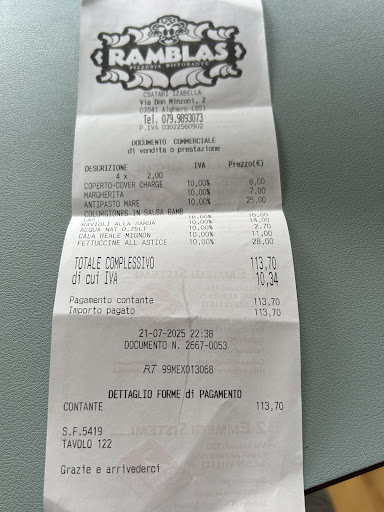 RAMBLAS
PIZZERIA RISTORANTE
CSATARI IZABELLA
Via Don Minzoni, 2
07041 Alghero (SS)
Tel. 079.9893073
P.IVA 03022560902
DOCUMENTO COMMERCIALE
di vendita o prestazione
DESCRIZIONE IVA Prezzo(€)
4 x 2,00
COPERTO-COVER CHARGE 10,00% 8,00
MARGHERITA 10,00% 7,00
ANTIPASTO MARE 10,00% 25,00
COLURGIONES IN SALSA RAMB
10,00% 18,00
RAVIOLI ALLA SARDA 10,00% 14,00
ACQUA NAT 0,75LT 10,00% 2,70
CALA REALE MIGNON 10,00% 11,00
FETTUCCINE ALL ASTICE 10,00% 28,00
TOTALE COMPLESSIVO 113,70
di cui IVA 10,34
Pagamento contante 113,70
Importo pagato 113,70
21-07-2025 22:38
DOCUMENTO N. 2667-0053
RT 99MEX013068
DETTAGLIO FORME di PAGAMENTO
CONTANTE 113,70
S.F.5419
TAVOLO 122
Grazie e arrivederci